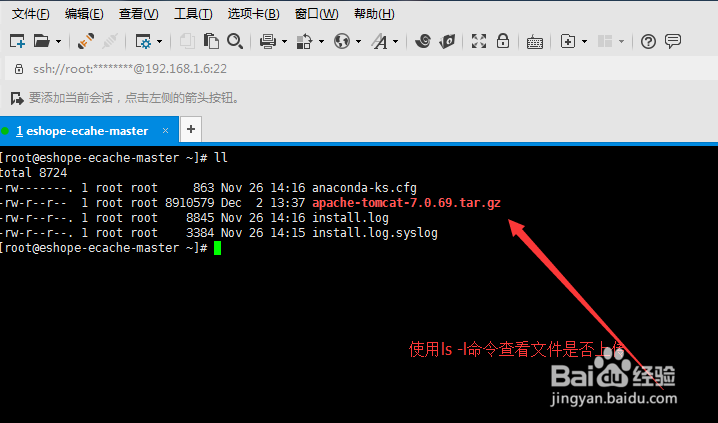 文件(F) 编辑(E) 查看(V) 工具(T) 选项卡(B) 窗口(W) 帮助(H)
ssh://root:********@192.168.1.6:22
要添加当前会话，点击左侧的箭头按钮。
1 eshope-ecahe-master × +
[root@eshope-ecache-master ~]# ll
total 8724
-rw-------. 1 root root     863 Nov 26 14:16 anaconda-ks.cfg
-rw-r--r--  1 root root 8910579 Dec  2 13:37 apache-tomcat-7.0.69.tar.gz
-rw-r--r--. 1 root root    8845 Nov 26 14:16 install.log
-rw-r--r--. 1 root root    3384 Nov 26 14:15 install.log.syslog
[root@eshope-ecache-master ~]#
使用ls -l命令查看文件是否上传
Baidu经验
jingyan.baidu.com